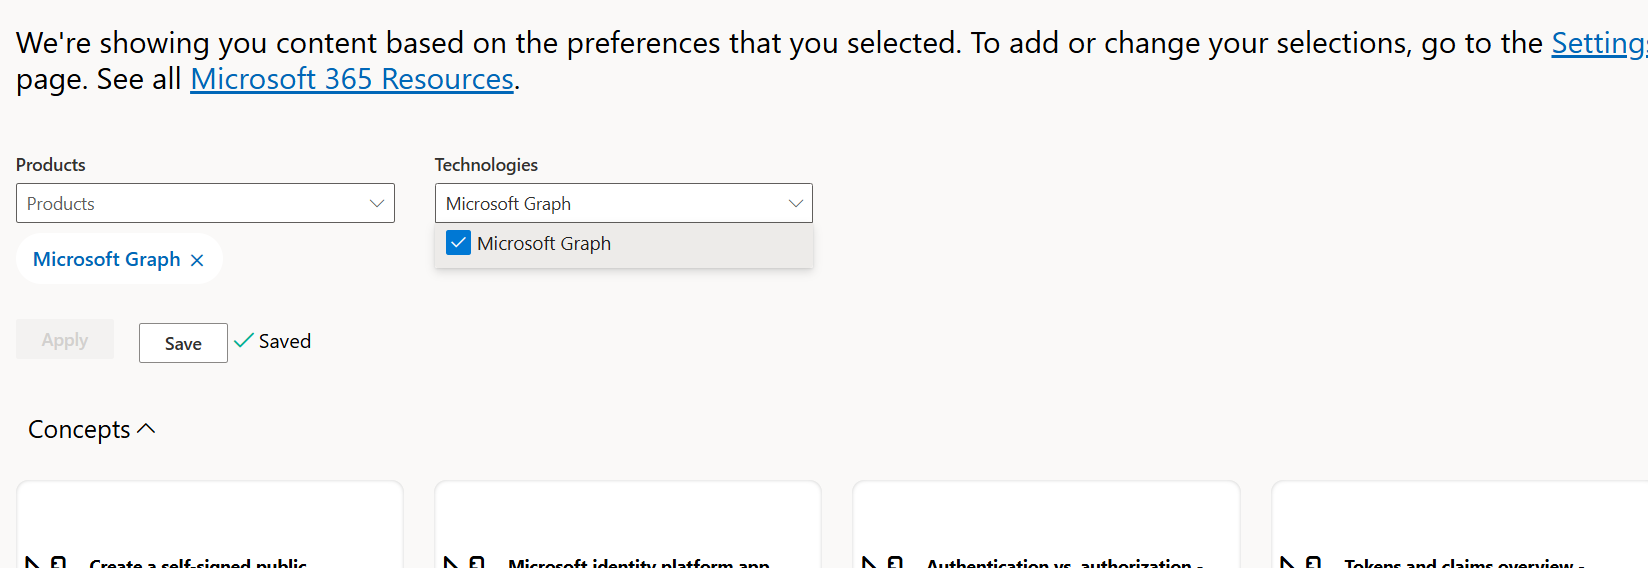 We're showing you content based on the preferences that you selected. To add or change your selections, go to the Settings
page. See all Microsoft 365 Resources.
Products
Technologies
Products
Microsoft Graph
Microsoft Graph
Microsoft Graph
Apply
Save
Saved
Concepts
Create a self-signed public
Microsoft identity platform app
Authentication vs. authorization -
Tokens and claims overview -